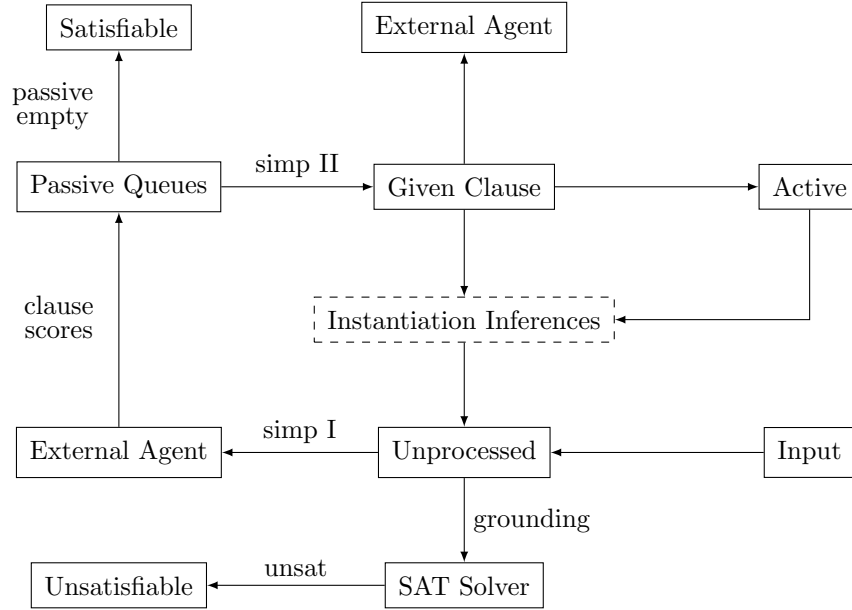 Satisfiable
External Agent
passive
empty
Passive Queues
simp II
Given Clause
Active
clause
scores
Instantiation Inferences
External Agent
simp I
Unprocessed
Input
grounding
Unsatisfiable
unsat
SAT Solver